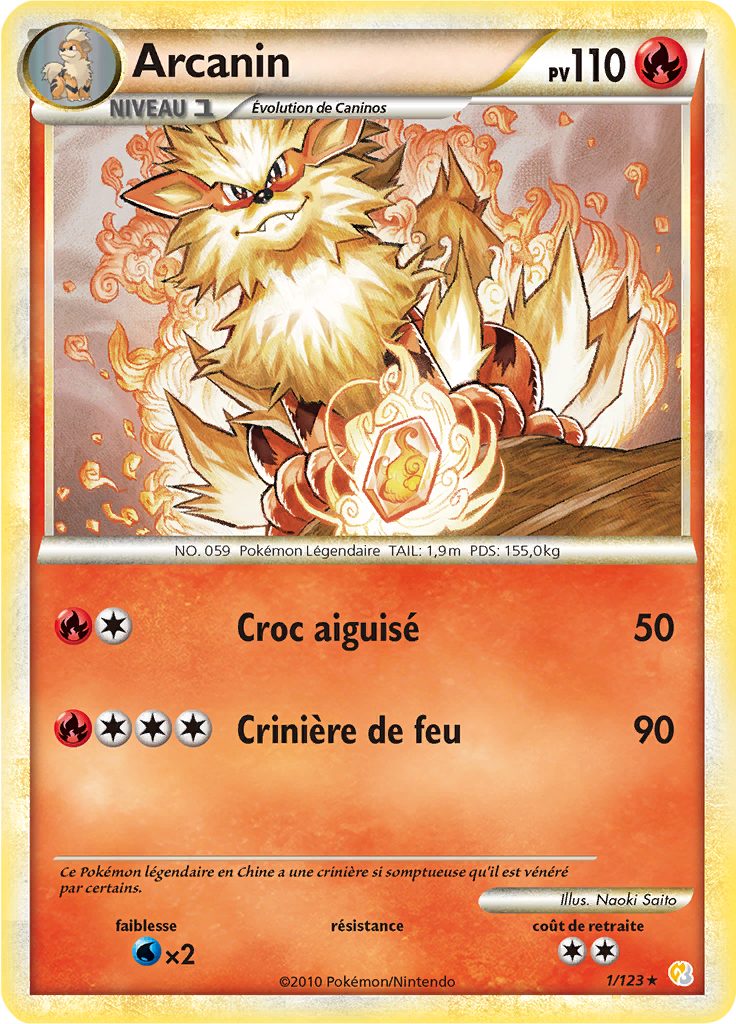 Arcanin
PV110
NIVEAU 1
Évolution de Caninos
NO. 059 Pokémon Légendaire TAIL: 1,9m PDS: 155,0kg
Croc aiguisé 50
Crinière de feu 90
Ce Pokémon légendaire en Chine a une crinière si somptueuse qu'il est vénéré
par certains.
Illus. Naoki Saito
faiblesse résistance coût de retraite
×2
©2010 Pokémon/Nintendo
1/123 ★